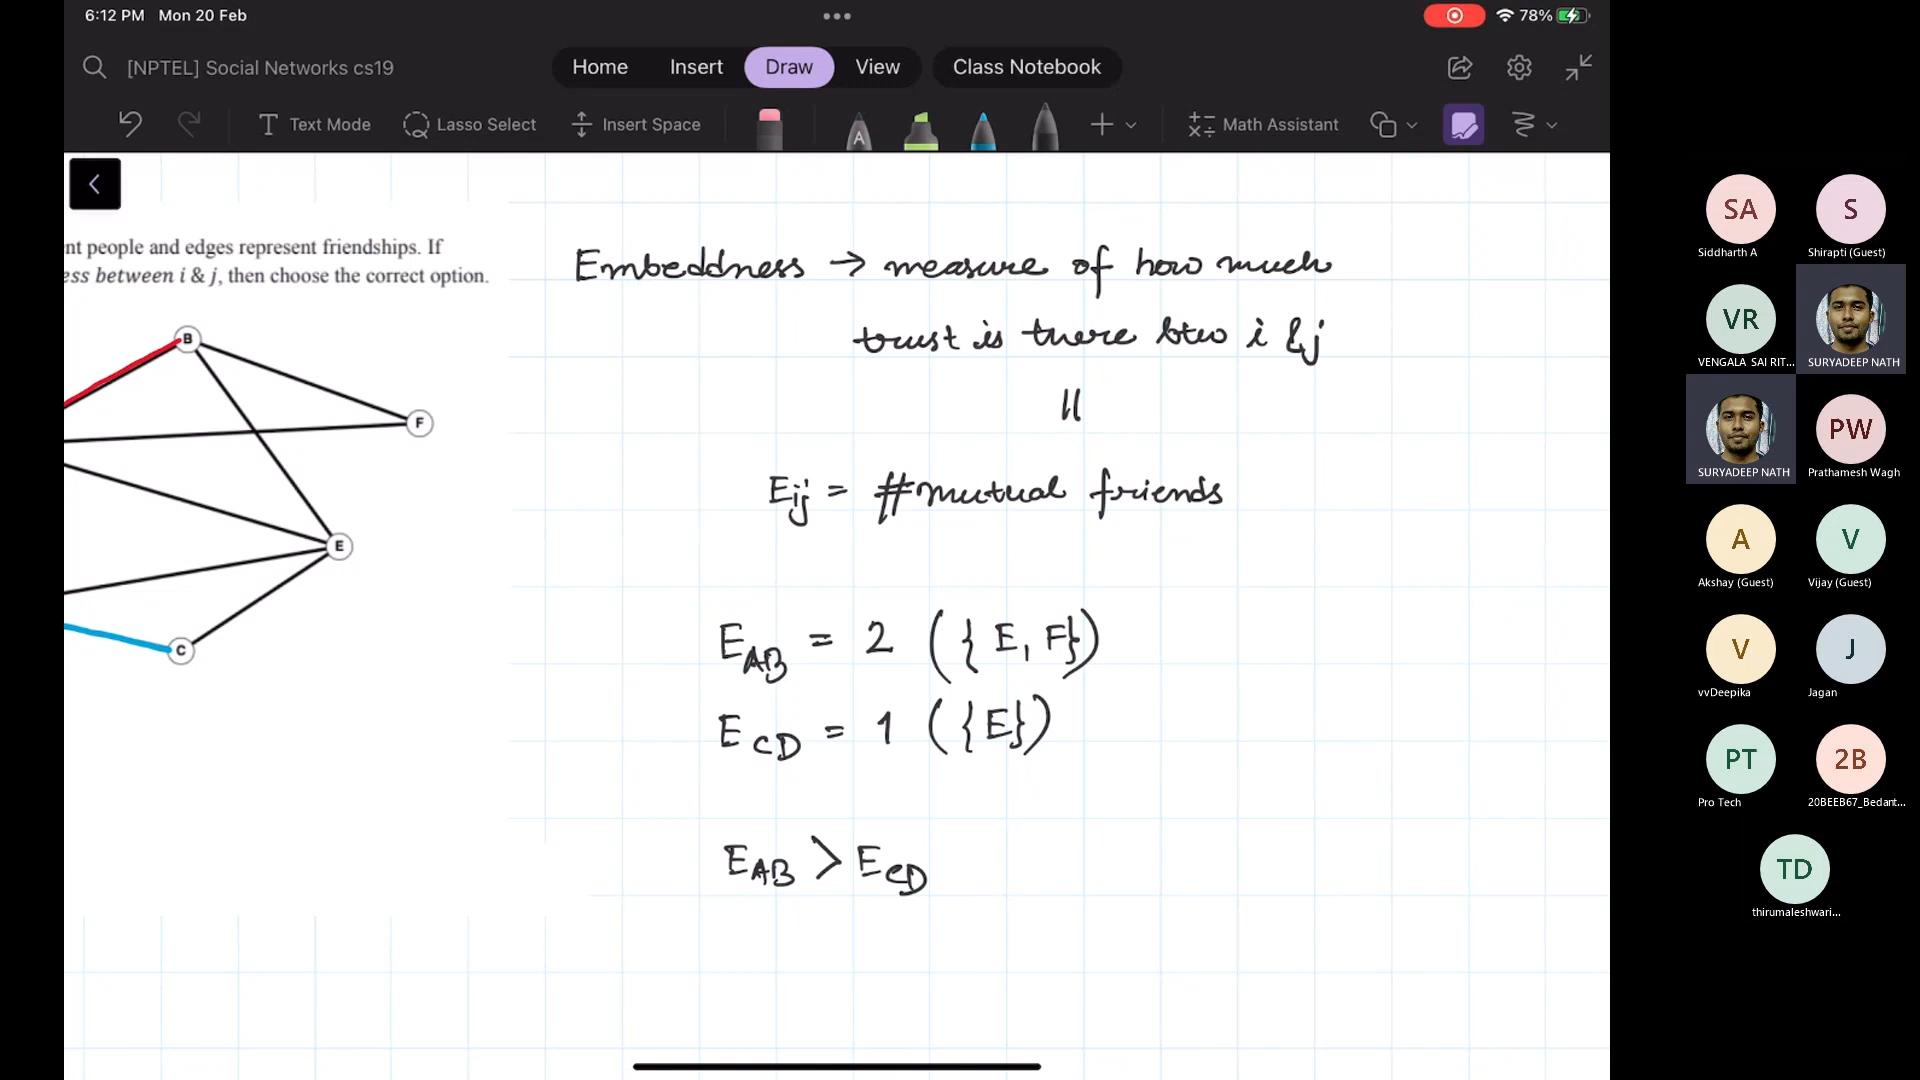 6:12 PM Mon 20 Feb
78%
[NPTEL] Social Networks cs19
Home Insert Draw View Class Notebook
Text Mode Lasso Select Insert Space A Math Assistant
nt people and edges represent friendships. If
ess between i & j, then choose the correct option.
B
F
E
C
Embeddness → measure of how much
trust is there btw i & j
Eij = #mutual friends
EAB = 2 ({E, F})
ECD = 1 ({E})
EAB > ECD
SA S
Siddharth A Shirapti (Guest)
VR
VENGALA SAI RIT... SURYADEEP NATH
PW
SURYADEEP NATH Prathamesh Wagh
A V
Akshay (Guest) Vijay (Guest)
V J
vvDeepika Jagan
PT 2B
Pro Tech 20BEEB67_Bedant...
TD
thirumaleshwari...